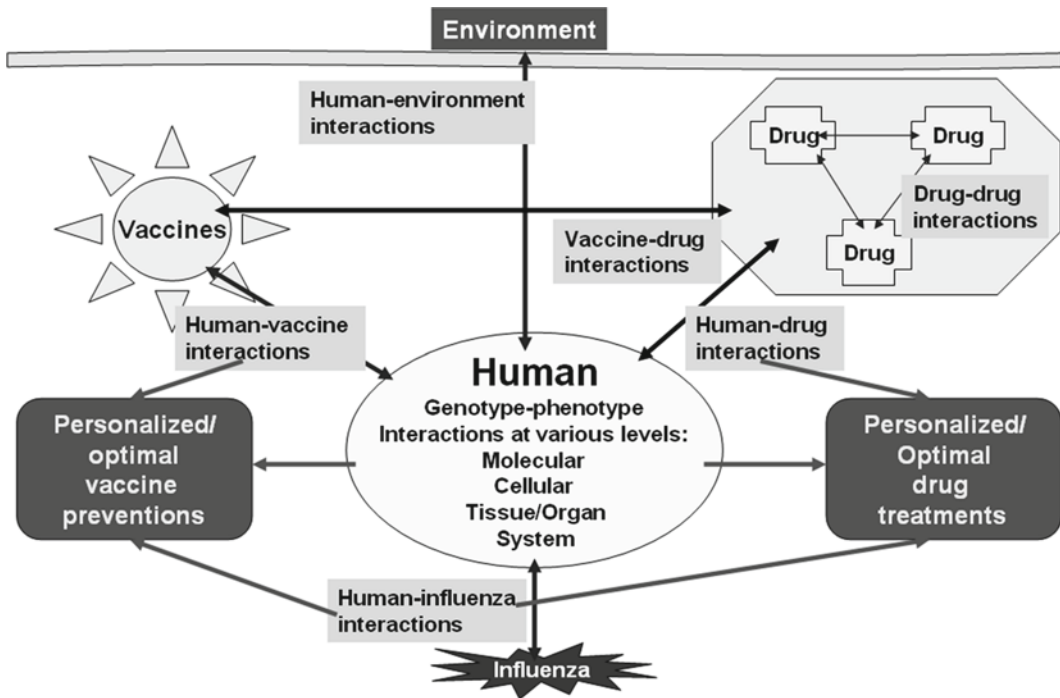 Environment
Human-environment
interactions
Drug
Drug
Drug-drug
interactions
Drug
Vaccines
Vaccine-drug
interactions
Human-vaccine
interactions
Human-drug
interactions
Human
Genotype-phenotype
Interactions at various levels:
Molecular
Cellular
Tissue/Organ
System
Personalized/
optimal
vaccine
preventions
Personalized/
Optimal
drug
treatments
Human-influenza
interactions
Influenza